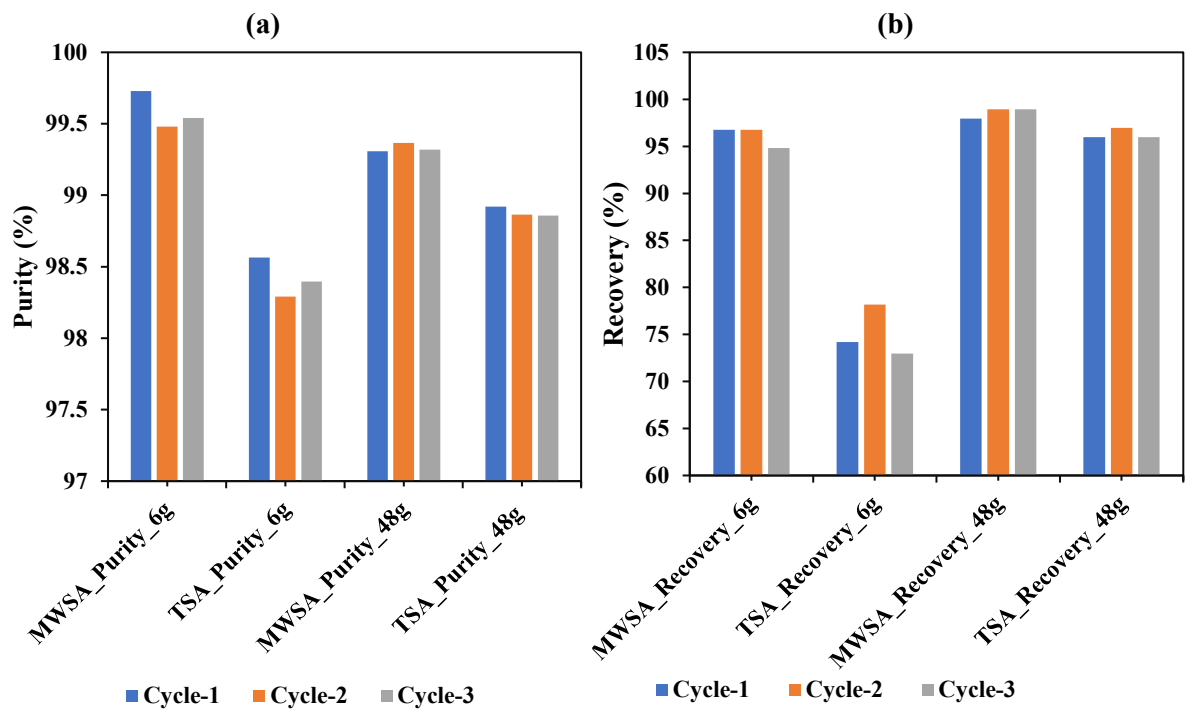 (a)
100
99.5
99
98.5
98
97.5
97
Purity (%)
MWSA_Purity_6g
TSA_Purity_6g
MWSA_Purity_48g
TSA_Purity_48g
Cycle-1 Cycle-2 Cycle-3
(b)
105
100
95
90
85
80
75
70
65
60
Recovery (%)
MWSA_Recovery_6g
TSA_Recovery_6g
MWSA_Recovery_48g
TSA_Recovery_48g
Cycle-1 Cycle-2 Cycle-3